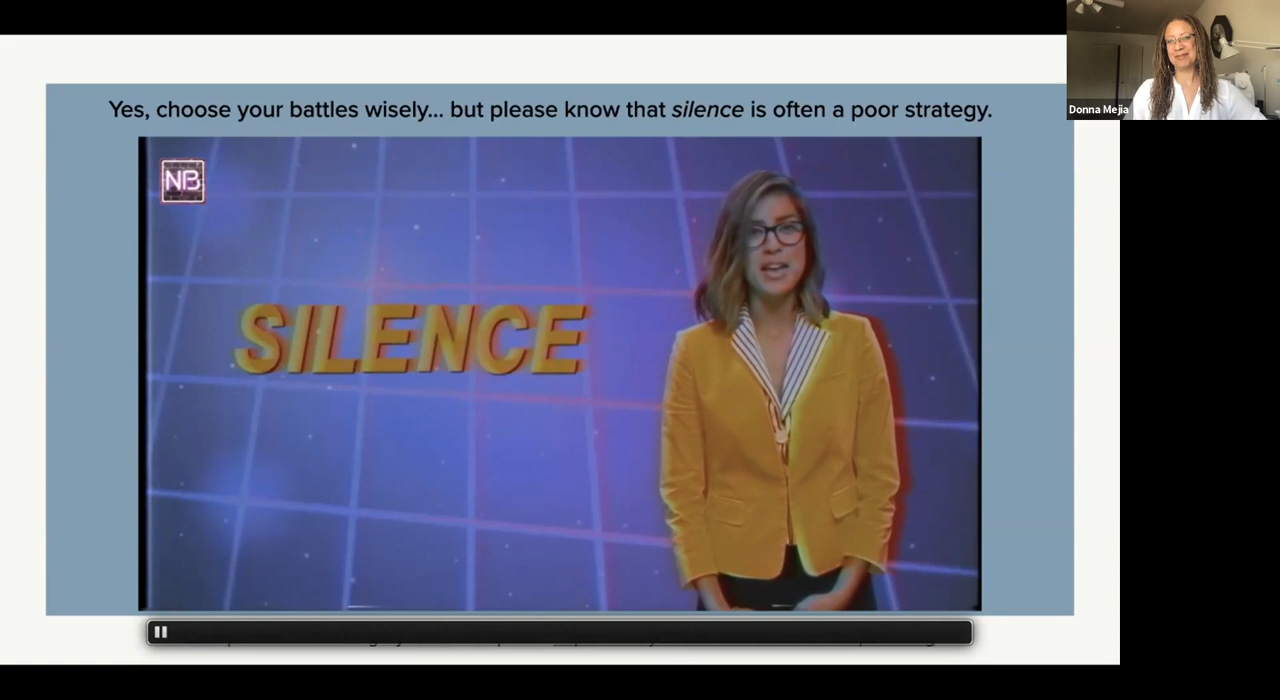 Donna Mejia
Yes, choose your battles wisely... but please know that silence is often a poor strategy.
NB
SILENCE